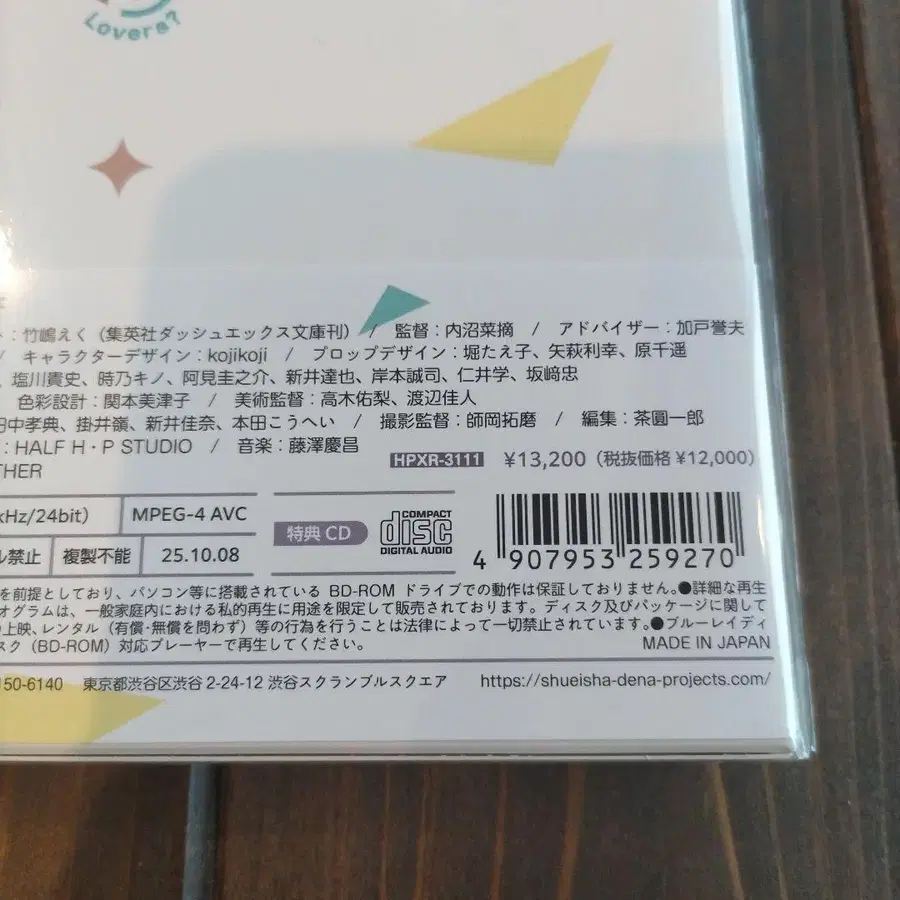 Lovers?
：竹嶋えく（集英社ダッシュエックス文庫刊） / 監督：内沼菜摘 / アドバイザー：加戸誉夫
/ キャラクターデザイン：kojikoji / プロップデザイン：堀たえ子、矢萩利幸、原千遥
、塩川貴史、時乃キノ、阿見圭之介、新井達也、岸本誠司、仁井学、坂﨑忠
色彩設計：関本美津子 / 美術監督：高木佑梨、渡辺佳人
田中孝典、掛井嶺、新井佳奈、本田こうへい / 撮影監督：師岡拓磨 / 編集：茶圓一郎
：HALF H・P STUDIO / 音楽：藤澤慶昌
THER
HPXR-3111 ¥13,200（税抜価格 ¥12,000）
kHz/24bit） MPEG-4 AVC
特典 CD COMPACT disc DIGITAL AUDIO
ル禁止 複製不能 25.10.08
4 907953 259270
を前提としており、パソコン等に搭載されている BD-ROM ドライブでの動作は保証しておりません。●詳細な再生
オグラムは、一般家庭内における私的再生に用途を限定して販売されております。ディスク及びパッケージに関して
の上映、レンタル（有償・無償を問わず）等の行為を行うことは法律によって一切禁止されています。●ブルーレイディ
スク（BD-ROM）対応プレーヤーで再生してください。 MADE IN JAPAN
150-6140 東京都渋谷区渋谷 2-24-12 渋谷スクランブルスクエア https://shueisha-dena-projects.com/